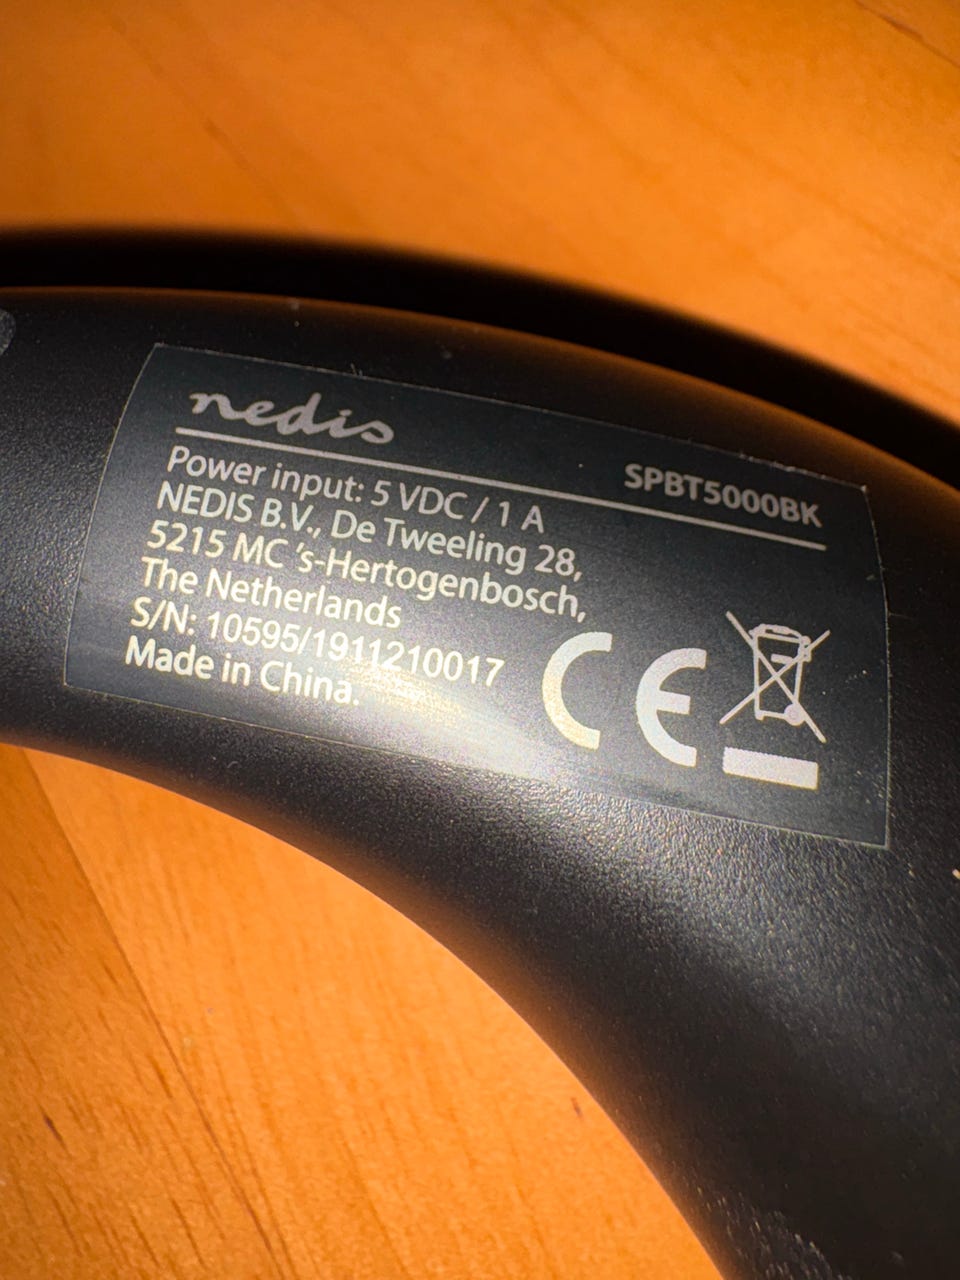 nedis
SPBT5000BK
Power input: 5 VDC / 1 A
NEDIS B.V., De Tweeling 28,
5215 MC 's-Hertogenbosch,
The Netherlands
S/N: 10595/1911210017
Made in China.
CE